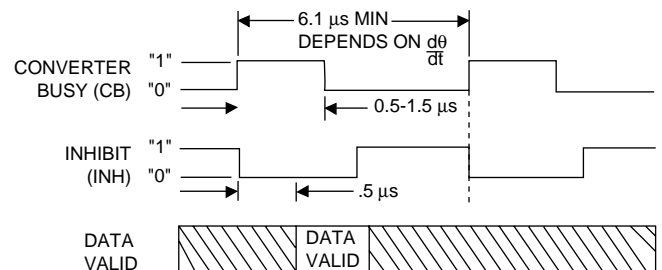 6.1 µs MIN
DEPENDS ON dθ
dt
CONVERTER
BUSY (CB)
"1"
"0"
0.5-1.5 µs
INHIBIT
(INH)
"1"
"0"
.5 µs
DATA
VALID
DATA
VALID